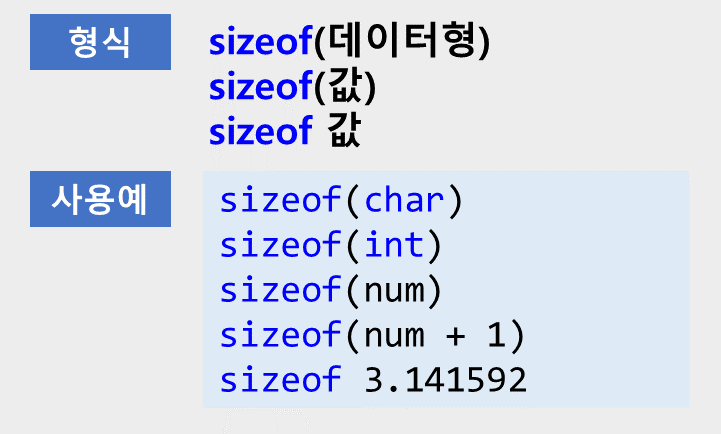 형식
sizeof(데이터형)
sizeof(값)
sizeof 값
사용예
sizeof(char)
sizeof(int)
sizeof(num)
sizeof(num + 1)
sizeof 3.141592